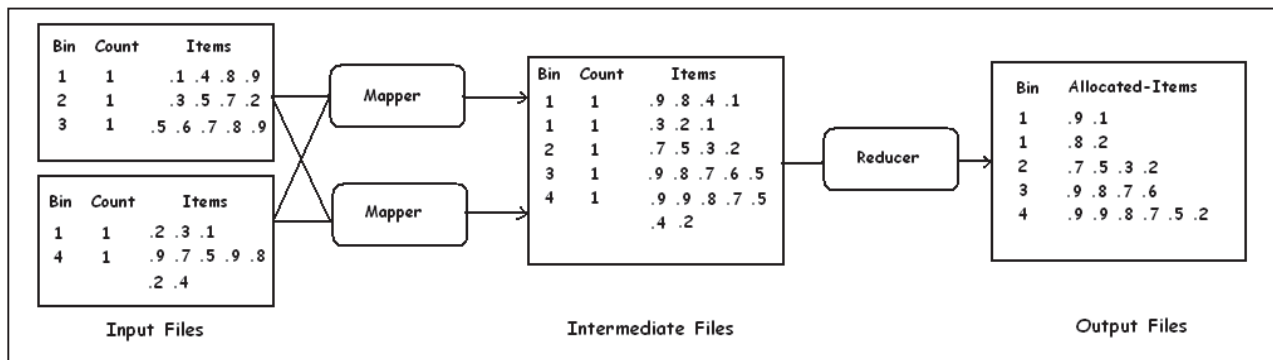 Bin Count Items
1 1 .1 .4 .8 .9
2 1 .3 .5 .7 .2
3 1 .5 .6 .7 .8 .9
Bin Count Items
1 1 .2 .3 .1
4 1 .9 .7 .5 .9 .8
.2 .4
Input Files
Mapper
Mapper
Bin Count Items
1 1 .9 .8 .4 .1
1 1 .3 .2 .1
2 1 .7 .5 .3 .2
3 1 .9 .8 .7 .6 .5
4 1 .9 .9 .8 .7 .5
.4 .2
Intermediate Files
Reducer
Bin Allocated-Items
1 .9 .1
1 .8 .2
2 .7 .5 .3 .2
3 .9 .8 .7 .6
4 .9 .9 .8 .7 .5 .2
Output Files